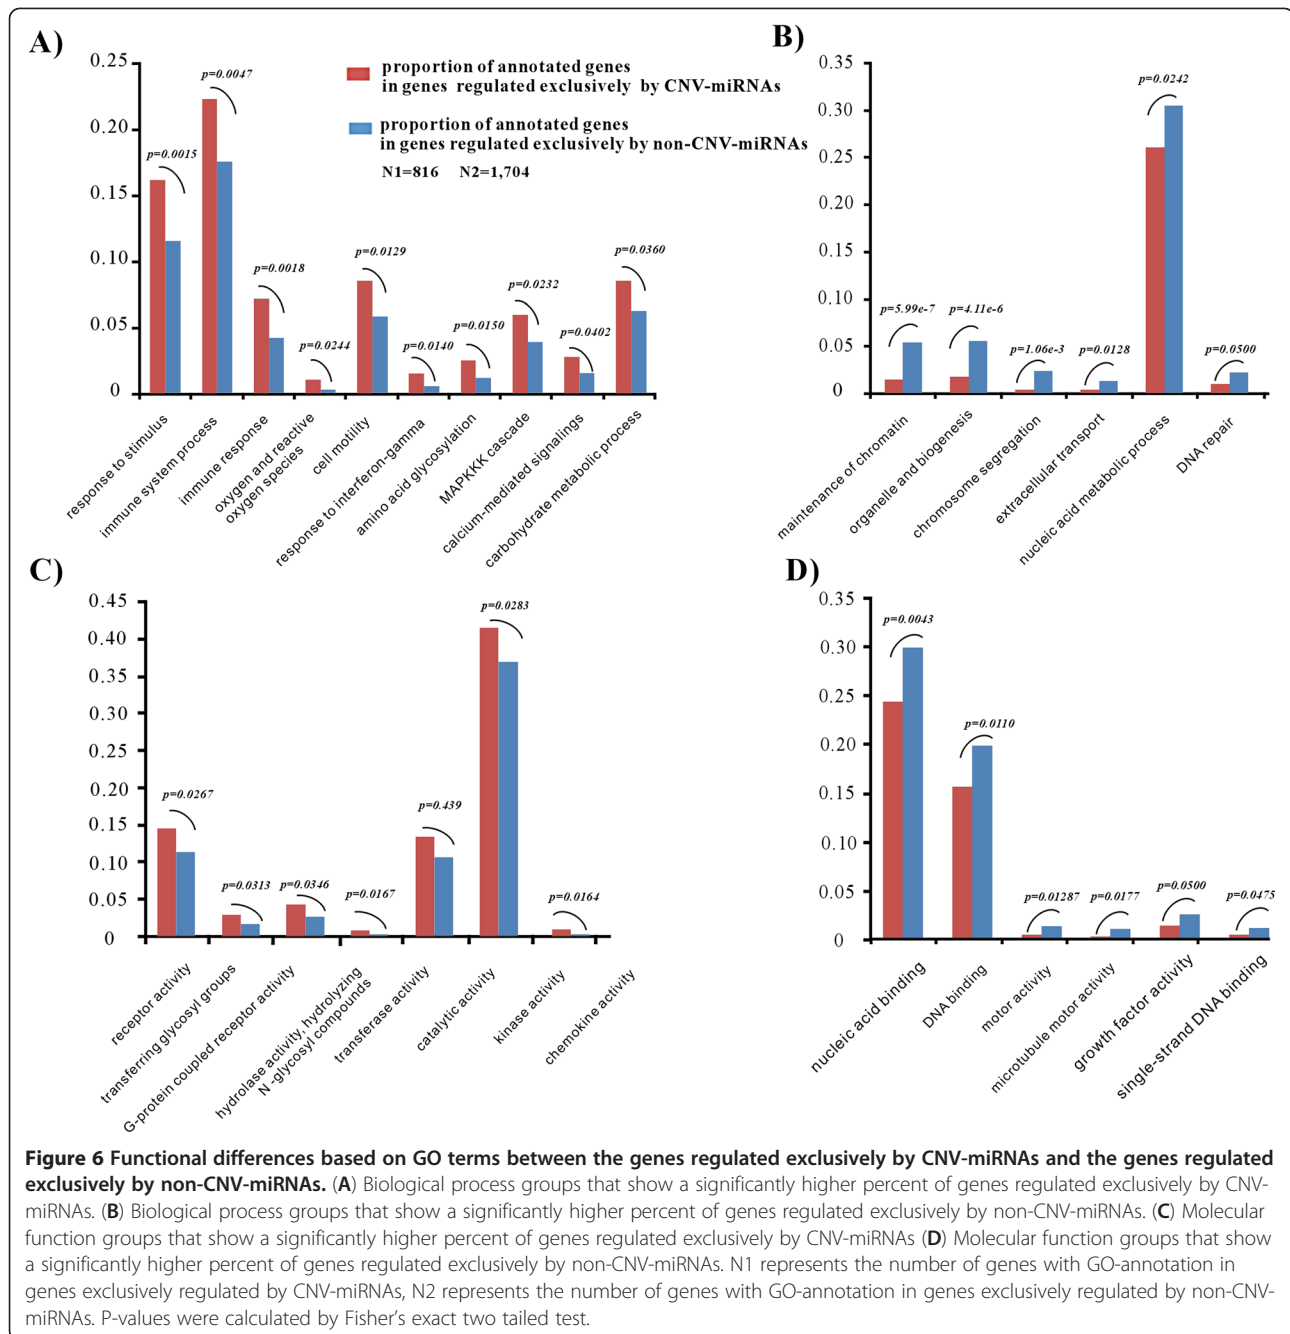 A)
0.25
0.20
0.15
0.10
0.05
0
p=0.0015
p=0.0047
p=0.0018
p=0.0244
p=0.0129
p=0.0140
p=0.0150
p=0.0232
p=0.0402
p=0.0360
proportion of annotated genes
in genes regulated exclusively by CNV-miRNAs
proportion of annotated genes
in genes regulated exclusively by non-CNV-miRNAs
N1=816 N2=1,704
response to stimulus
immune system process
immune response
oxygen and reactive
oxygen species
cell motility
response to interferon-gamma
amino acid glycosylation
MAPKKK cascade
calcium-mediated signalings
carbohydrate metabolic process
B)
0.35
0.30
0.25
0.20
0.15
0.10
0.05
0
p=5.99e-7
p=4.11e-6
p=1.06e-3
p=0.0128
p=0.0242
p=0.0500
maintenance of chromatin
organelle and biogenesis
chromosome segregation
extracellular transport
nucleic acid metabolic process
DNA repair
C)
0.45
0.40
0.35
0.30
0.25
0.20
0.15
0.10
0.05
0
p=0.0267
p=0.0313
p=0.0346
p=0.0167
p=0.439
p=0.0283
p=0.0164
receptor activity
transferring glycosyl groups
G-protein coupled receptor activity
hydrolase activity, hydrolyzing
N -glycosyl compounds
transferase activity
catalytic activity
kinase activity
chemokine activity
D)
0.35
0.30
0.25
0.20
0.15
0.10
0.05
0
p=0.0043
p=0.0110
p=0.01287
p=0.0177
p=0.0500
p=0.0475
nucleic acid binding
DNA binding
motor activity
microtubule motor activity
growth factor activity
single-strand DNA binding
Figure 6 Functional differences based on GO terms between the genes regulated exclusively by CNV-miRNAs and the genes regulated
exclusively by non-CNV-miRNAs. (A) Biological process groups that show a significantly higher percent of genes regulated exclusively by CNV-
miRNAs. (B) Biological process groups that show a significantly higher percent of genes regulated exclusively by non-CNV-miRNAs. (C) Molecular
function groups that show a significantly higher percent of genes regulated exclusively by CNV-miRNAs (D) Molecular function groups that show
a significantly higher percent of genes regulated exclusively by non-CNV-miRNAs. N1 represents the number of genes with GO-annotation in
genes exclusively regulated by CNV-miRNAs, N2 represents the number of genes with GO-annotation in genes exclusively regulated by non-CNV-
miRNAs. P-values were calculated by Fisher's exact two tailed test.